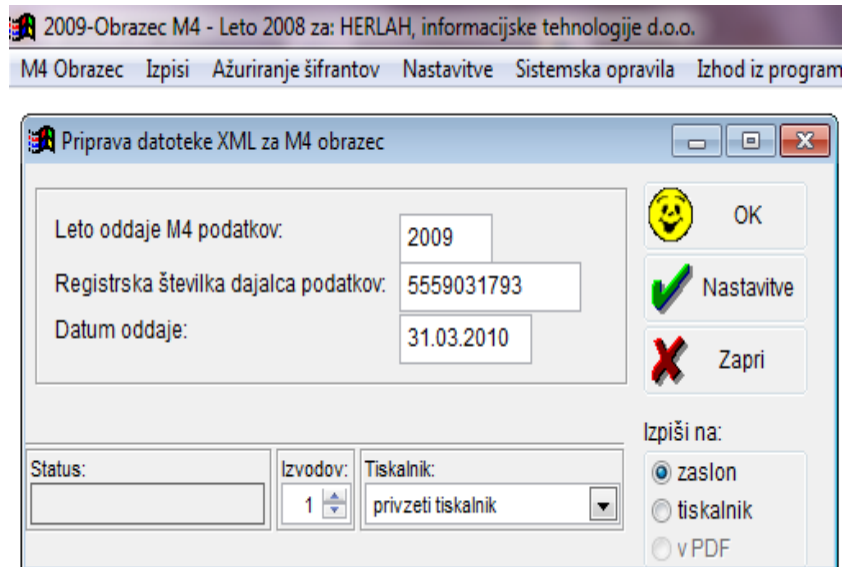 2009-Obrazec M4 - Leto 2008 za: HERLAH, informacijske tehnologije d.o.o.
M4 Obrazec Izpisi Ažuriranje šifrantov Nastavitve Sistemska opravila Izhod iz program
Priprava datoteke XML za M4 obrazec
Leto oddaje M4 podatkov: 2009
Registrska številka dajalca podatkov: 5559031793
Datum oddaje: 31.03.2010
OK
Nastavitve
Zapri
Izpiši na:
zaslon
tiskalnik
v PDF
Status:
Izvodov: 1
Tiskalnik: privzeti tiskalnik